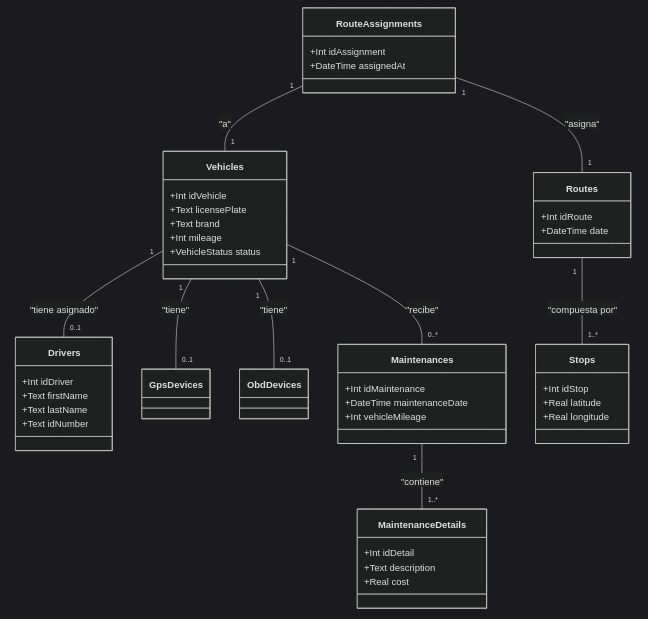 RouteAssignments
+Int idAssignment
+DateTime assignedAt
1
1
"a"
"asigna"
1
1
Vehicles
+Int idVehicle
+Text licensePlate
+Text brand
+Int mileage
+VehicleStatus status
Routes
+Int idRoute
+DateTime date
1
1
1
1
1
"tiene asignado"
"tiene"
"tiene"
"recibe"
"compuesta por"
0..1
0..1
0..1
0..*
1..*
Drivers
+Int idDriver
+Text firstName
+Text lastName
+Text idNumber
GpsDevices
ObdDevices
Maintenances
+Int idMaintenance
+DateTime maintenanceDate
+Int vehicleMileage
Stops
+Int idStop
+Real latitude
+Real longitude
1
"contiene"
1..*
MaintenanceDetails
+Int idDetail
+Text description
+Real cost